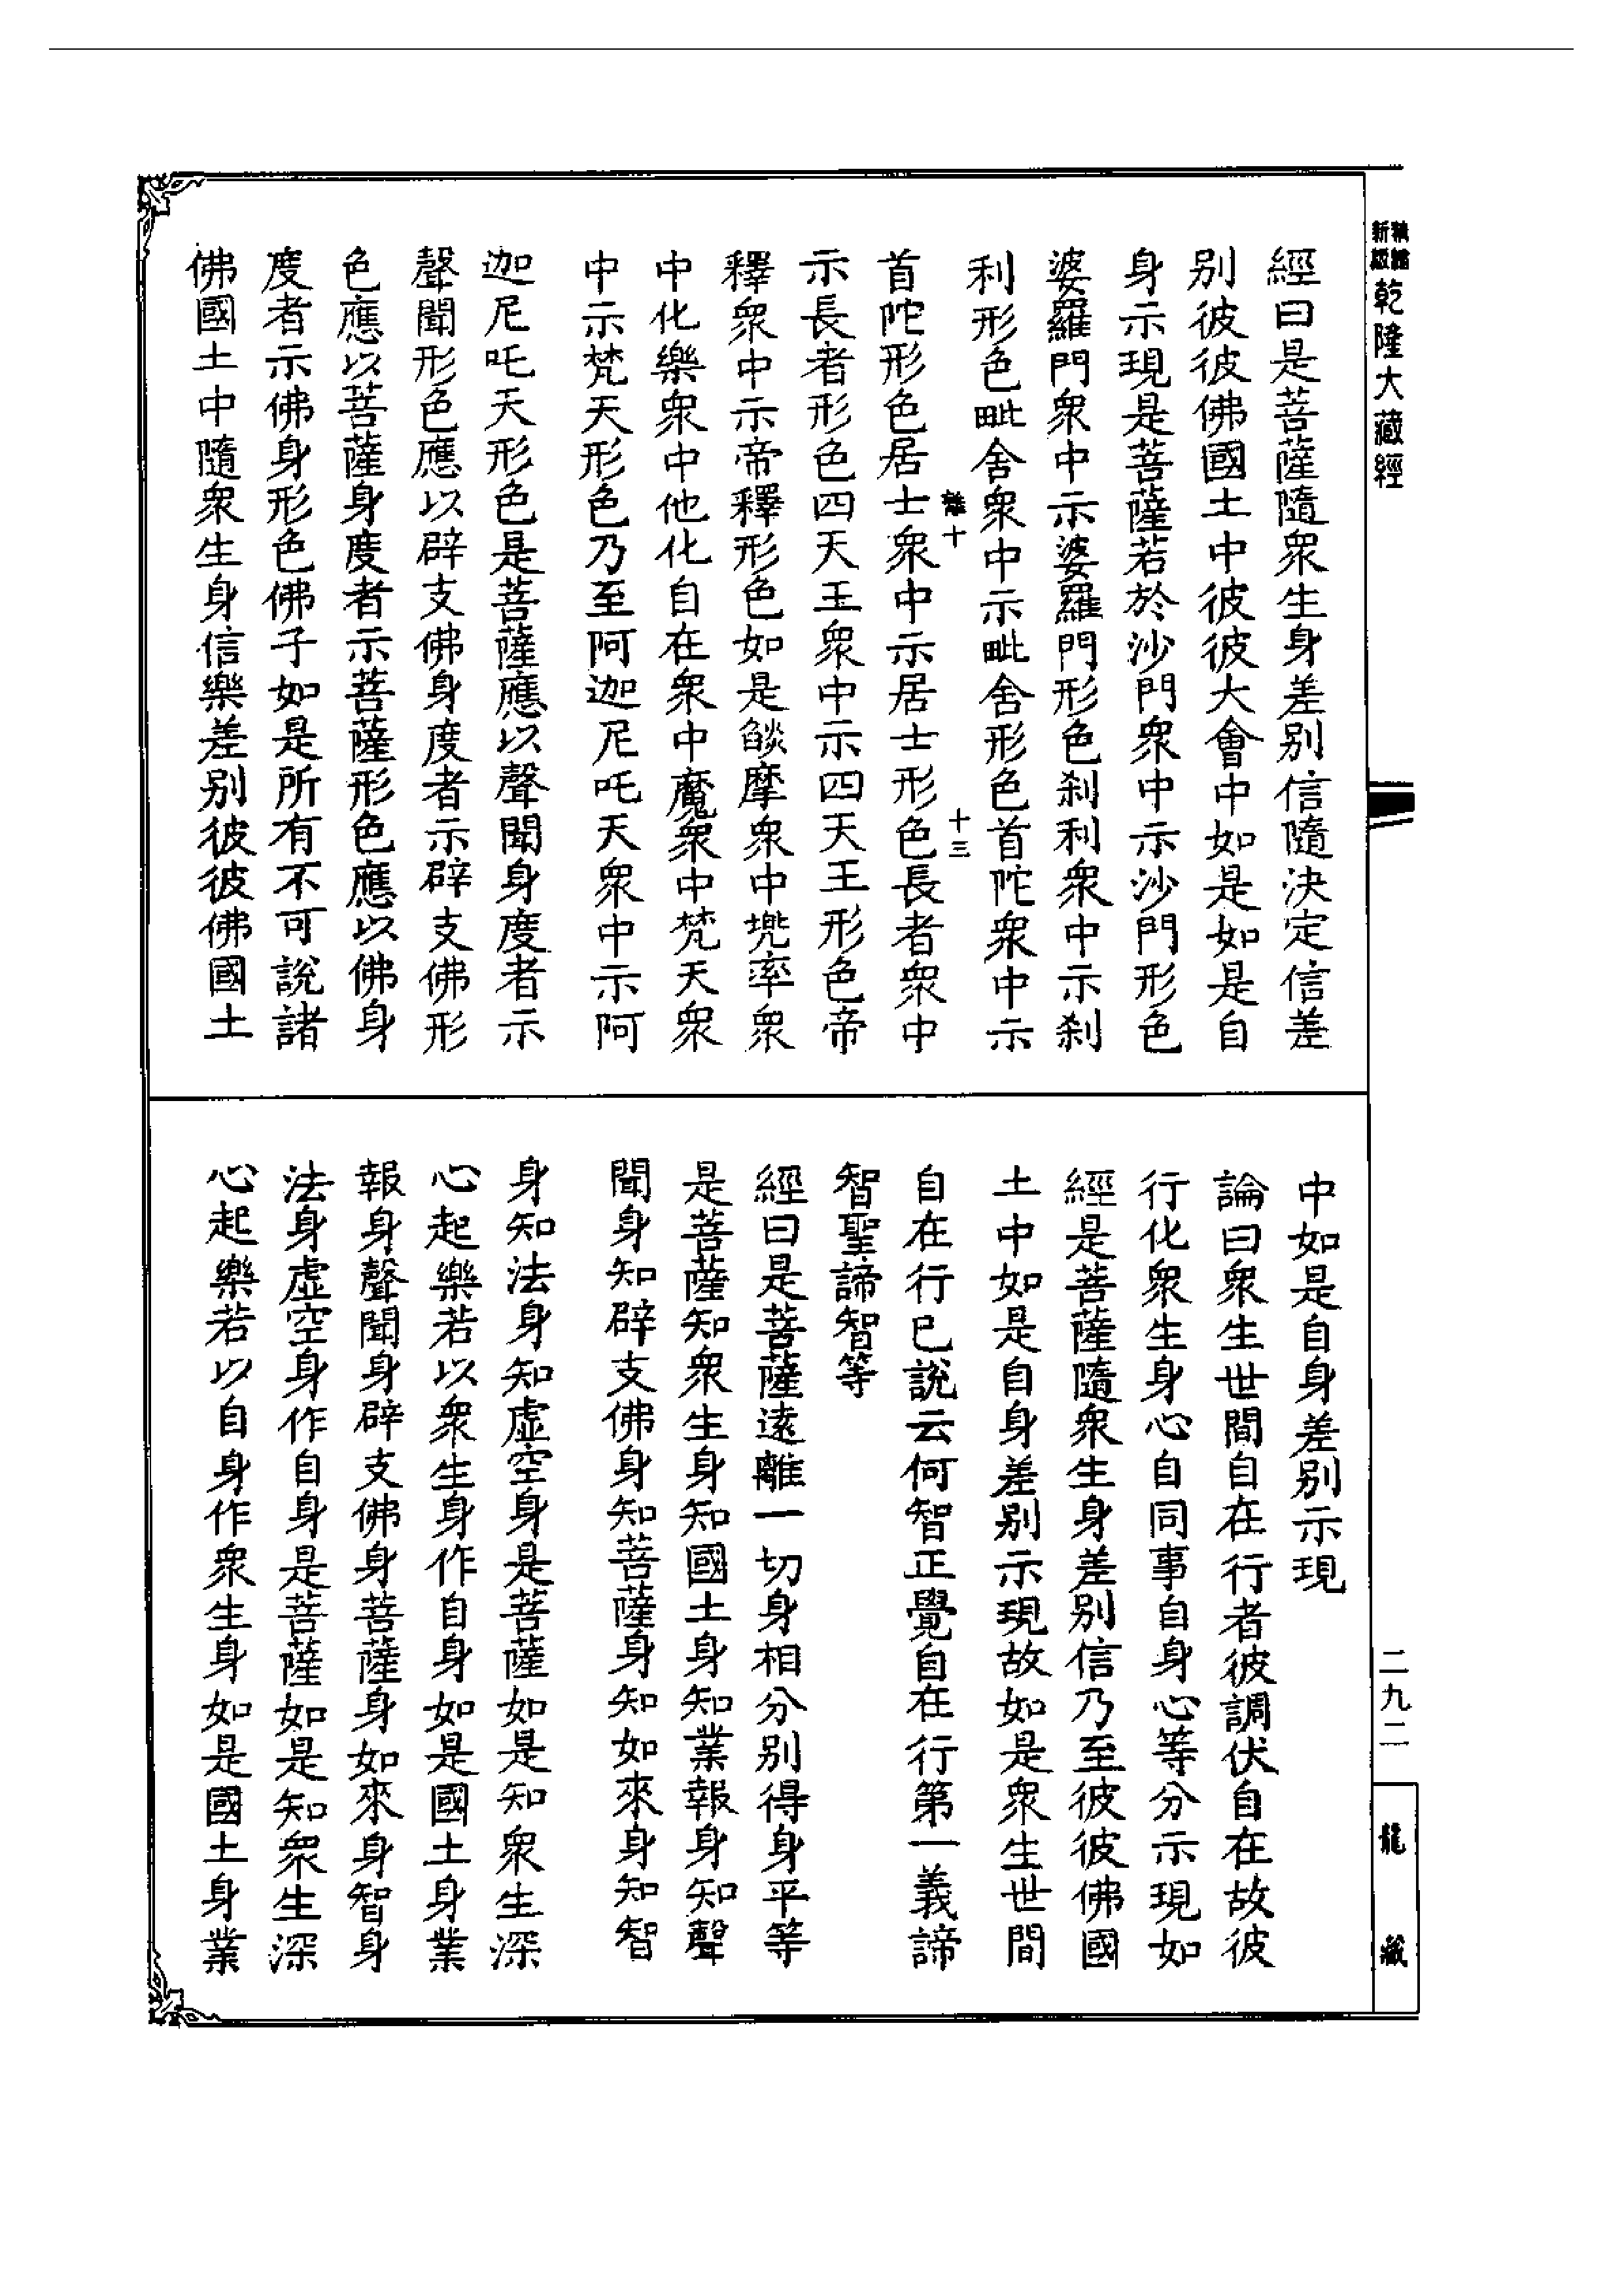 新編縮版
乾隆大藏經
經曰是菩薩隨衆生身差別信隨決定信差
別彼彼佛國土中彼彼大會中如是如是自
身示現是菩薩若於沙門衆中示沙門形色
婆羅門衆中示婆羅門形色剎利衆中示剎
利形色毗舍衆中示毗舍形色首陀衆中示
離十
十三
首陀形色居士衆中示居士形色長者衆中
示長者形色四天王衆中示四天王形色帝
釋衆中示帝釋形色如是燄摩衆中兜率衆
中化樂衆中他化自在衆中魔衆中梵天衆
中示梵天形色乃至阿迦尼吒天衆中示阿
迦尼吒天形色是菩薩應以聲聞身度者示
聲聞形色應以辟支佛身度者示辟支佛形
色應以菩薩身度者示菩薩形色應以佛身
度者示佛身形色佛子如是所有不可說諸
佛國土中隨衆生身信樂差別彼彼佛國土
中如是自身差別示現
論曰衆生世間自在行者彼調伏自在故彼
行化衆生身心自同事自身心等分示現如
經是菩薩隨衆生身差別信乃至彼彼佛國
土中如是自身差別示現故如是衆生世間
自在行已說云何智正覺自在行第一義諦
智聖諦智等
經曰是菩薩遠離一切身相分別得身平等
是菩薩知衆生身知國土身知業報身知聲
聞身知辟支佛身知菩薩身知如來身知智
身知法身知虛空身是菩薩如是知衆生深
心起樂若以衆生身作自身如是國土身業
報身聲聞身辟支佛身菩薩身如來身智身
法身虛空身作自身是菩薩如是知衆生深
心起樂若以自身作衆生身如是國土身業
二九二
龍藏